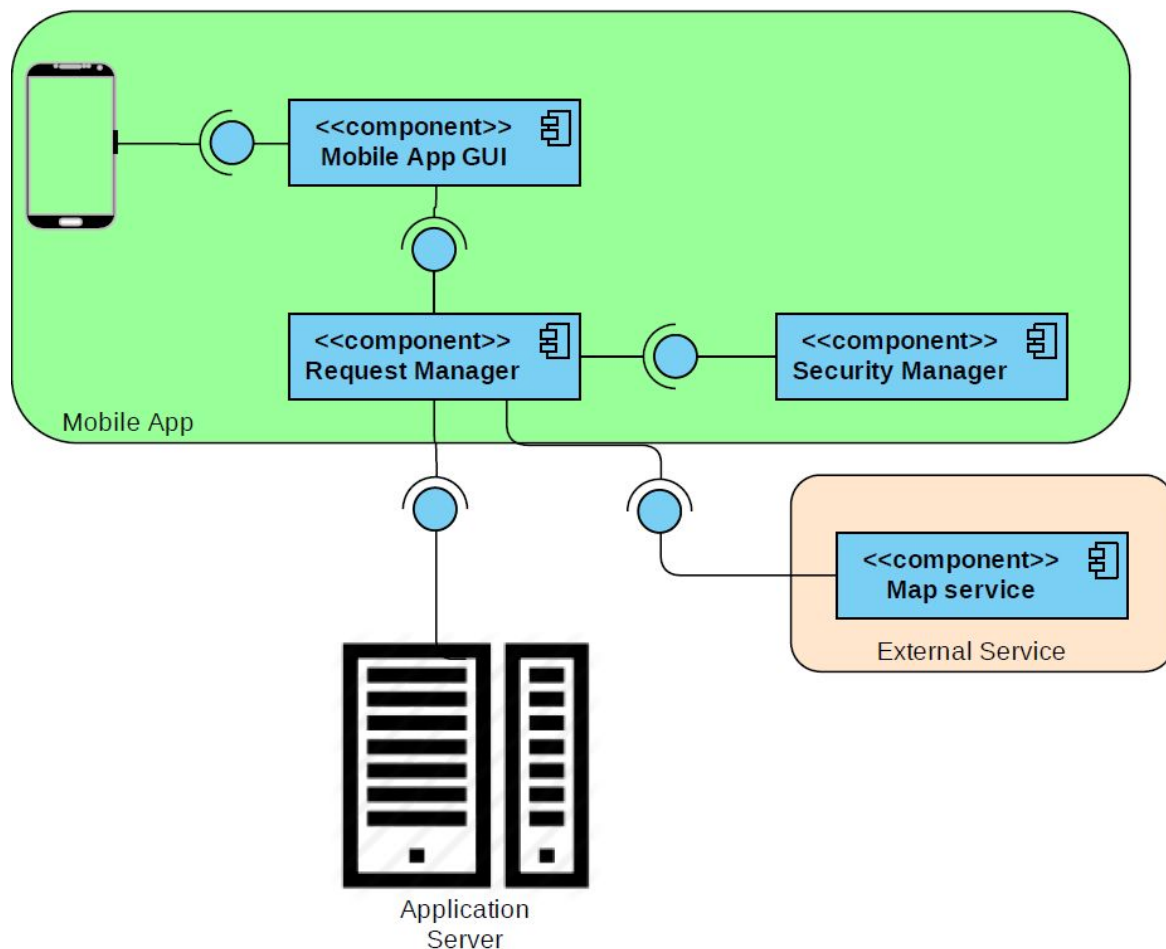 <<component>>
Mobile App GUI
<<component>>
Request Manager
<<component>>
Security Manager
Mobile App
<<component>>
Map service
External Service
Application
Server